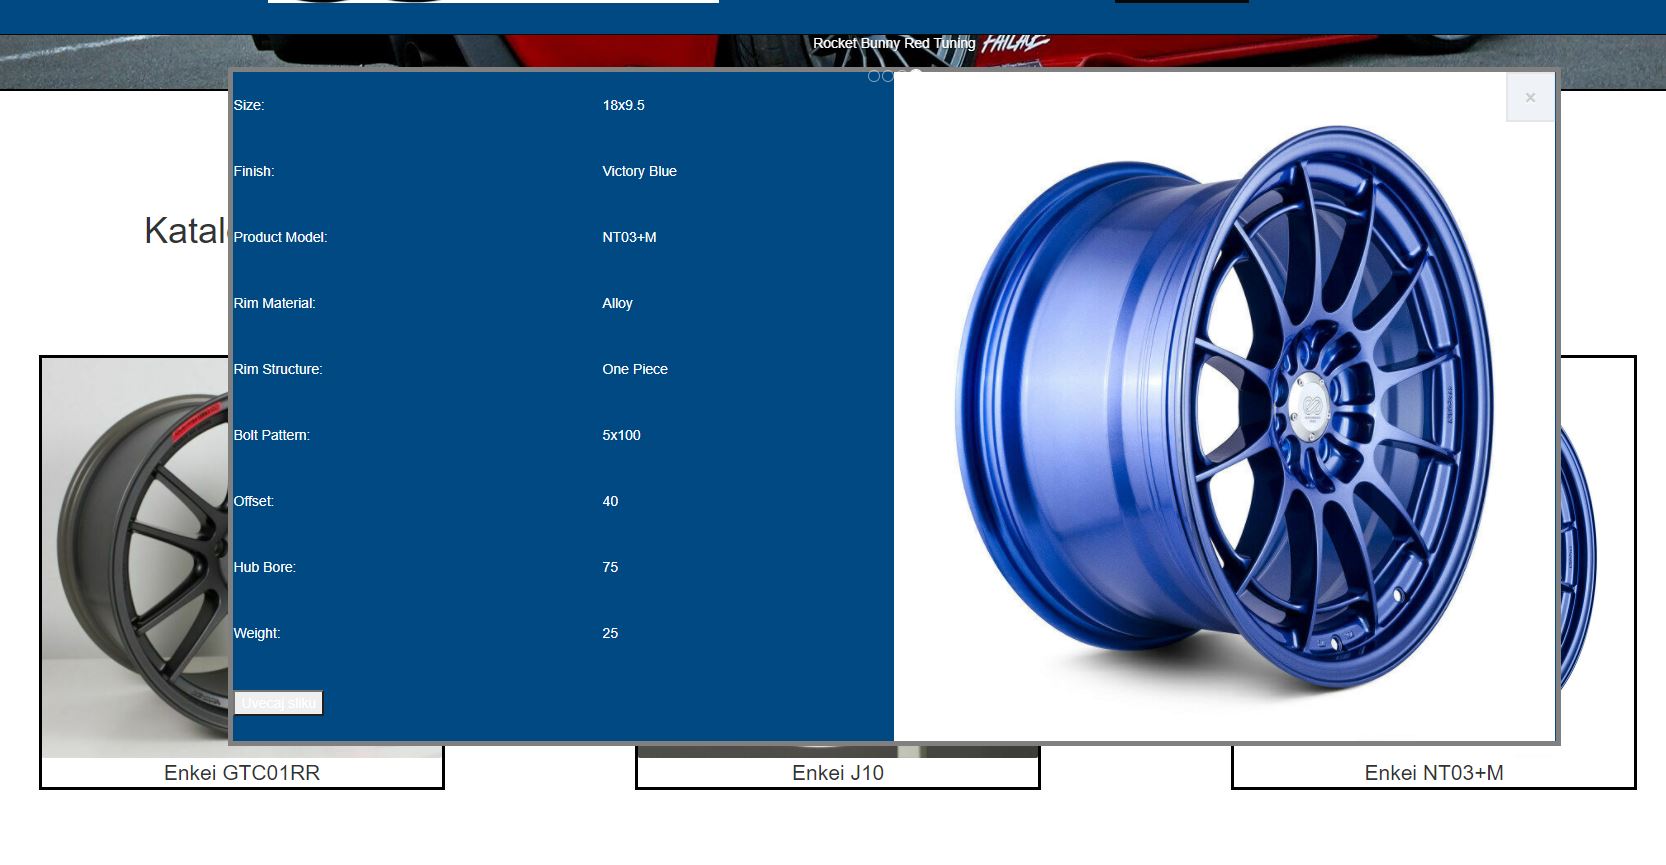 Rocket Bunny Red Tuning
×
Size: 18x9.5
Finish: Victory Blue
Katal
Product Model: NT03+M
Rim Material: Alloy
Rim Structure: One Piece
Bolt Pattern: 5x100
Offset: 40
Hub Bore: 75
Weight: 25
Uvecaj sliku
Enkei GTC01RR
Enkei J10
Enkei NT03+M